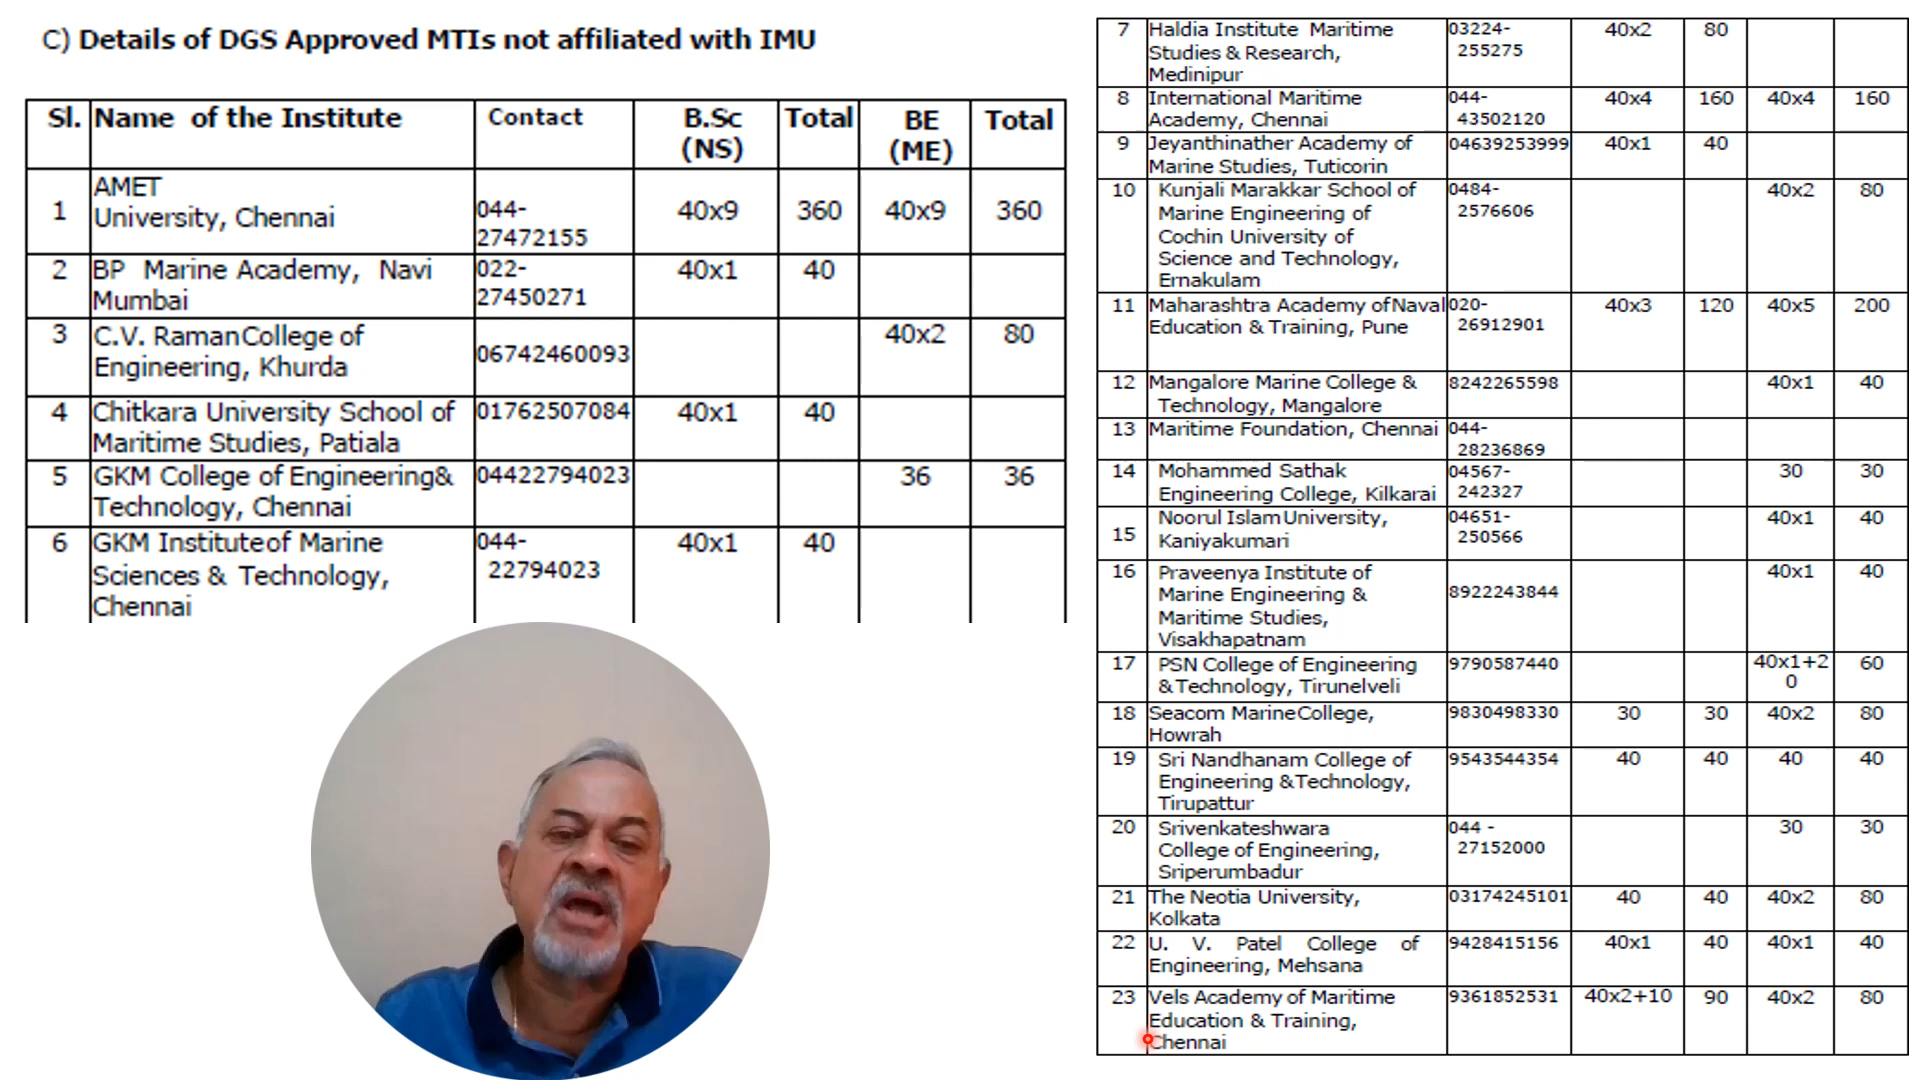 C) Details of DGS Approved MTIs not affiliated with IMU
Sl. Name of the Institute Contact B.Sc (NS) Total BE (ME) Total
1 AMET
University, Chennai 044-
27472155 40x9 360 40x9 360
2 BP Marine Academy, Navi
Mumbai 022-
27450271 40x1 40
3 C.V. Raman College of
Engineering, Khurda 06742460093 40x2 80
4 Chitkara University School of
Maritime Studies, Patiala 01762507084 40x1 40
5 GKM College of Engineering&
Technology, Chennai 04422794023 36 36
6 GKM Institute of Marine
Sciences & Technology,
Chennai 044-
22794023 40x1 40
7 Haldia Institute Maritime
Studies & Research,
Medinipur 03224-
255275 40x2 80
8 International Maritime
Academy, Chennai 044-
43502120 40x4 160 40x4 160
9 Jeyanthinather Academy of
Marine Studies, Tuticorin 04639253999 40x1 40
10 Kunjali Marakkar School of
Marine Engineering of
Cochin University of
Science and Technology,
Ernakulam 0484-
2576606 40x2 80
11 Maharashtra Academy of Naval
Education & Training, Pune 020-
26912901 40x3 120 40x5 200
12 Mangalore Marine College &
Technology, Mangalore 8242265598 40x1 40
13 Maritime Foundation, Chennai 044-
28236869
14 Mohammed Sathak
Engineering College, Kilkarai 04567-
242327 30 30
15 Noorul Islam University,
Kaniyakumari 04651-
250566 40x1 40
16 Praveenya Institute of
Marine Engineering &
Maritime Studies,
Visakhapatnam 8922243844 40x1 40
17 PSN College of Engineering
& Technology, Tirunelveli 9790587440 40x1+2
0 60
18 Seacom Marine College,
Howrah 9830498330 30 30 40x2 80
19 Sri Nandhanam College of
Engineering & Technology,
Tirupattur 9543544354 40 40 40 40
20 Srivenkateshwara
College of Engineering,
Sriperumbadur 044 -
27152000 30 30
21 The Neotia University,
Kolkata 03174245101 40 40 40x2 80
22 U. V. Patel College of
Engineering, Mehsana 9428415156 40x1 40 40x1 40
23 Vels Academy of Maritime
Education & Training,
Chennai 9361852531 40x2+10 90 40x2 80